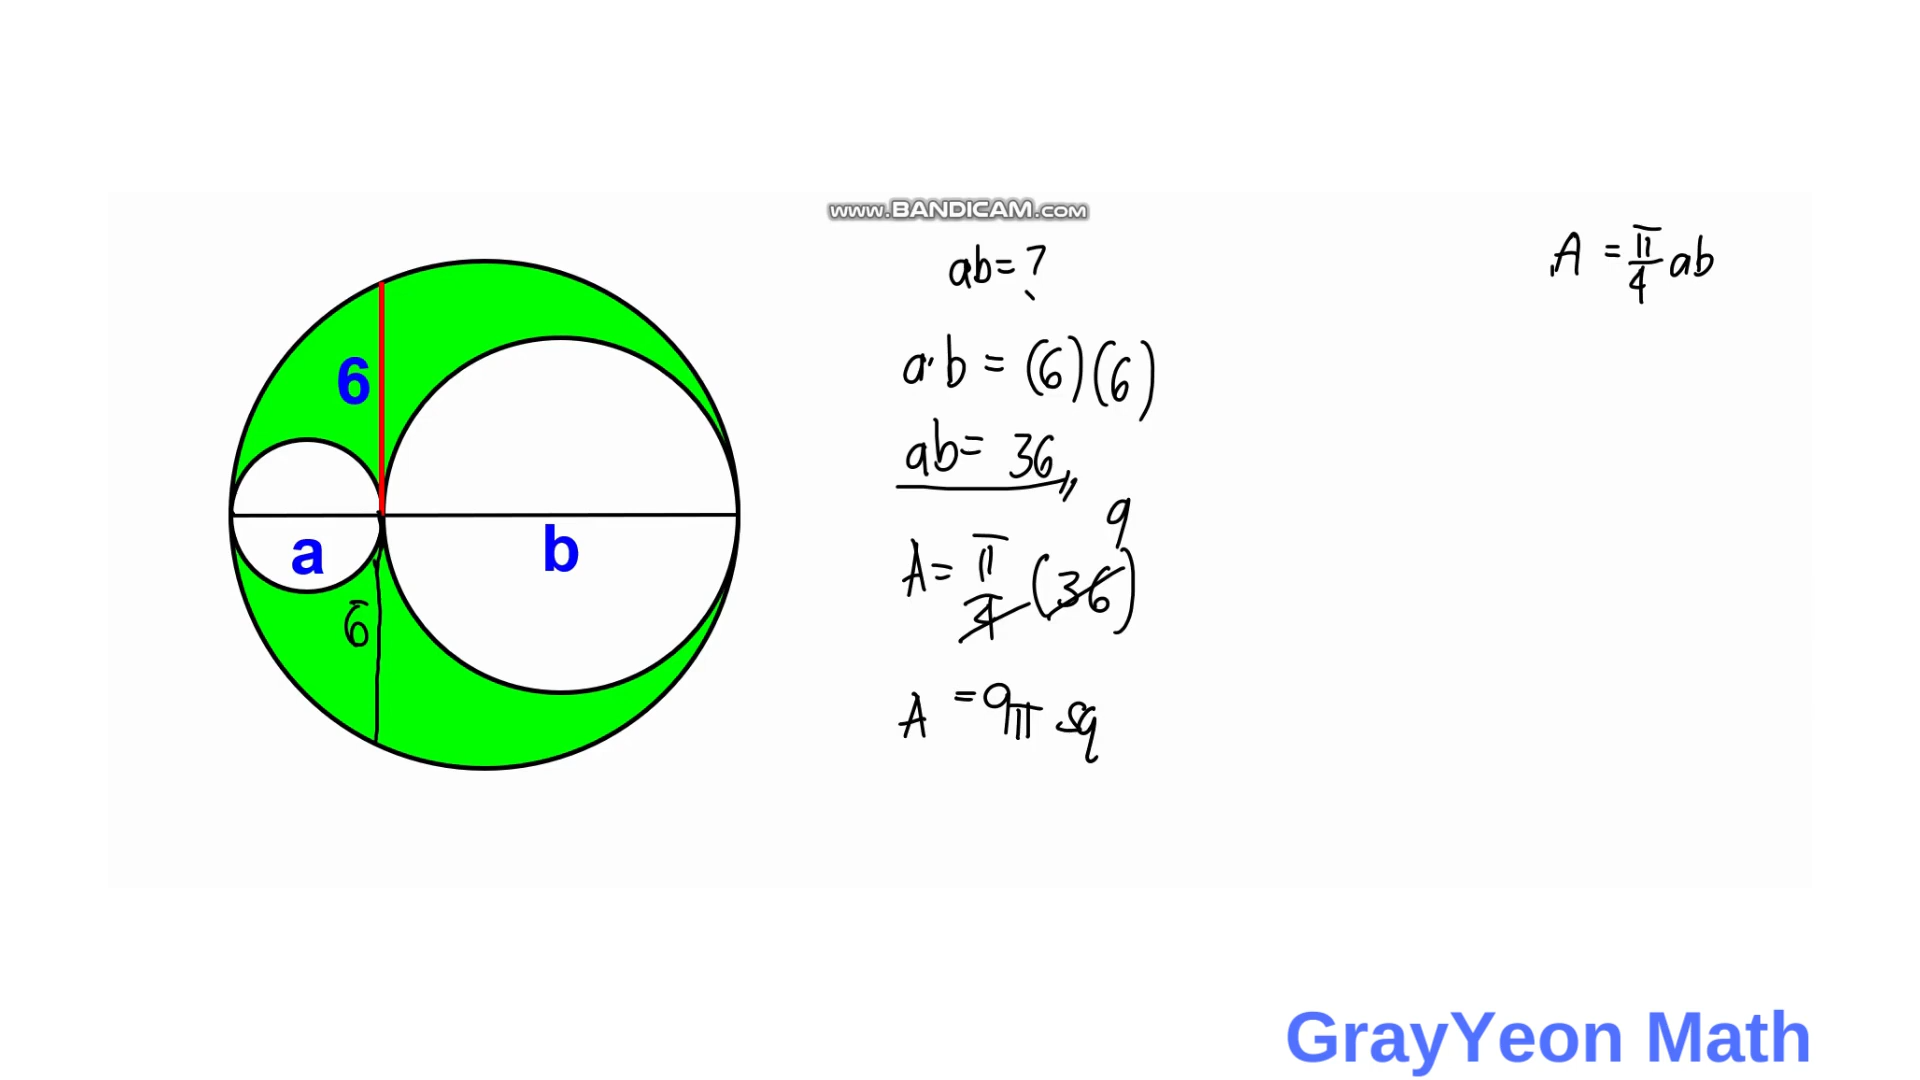 www.BANDICAM.com
ab = ?
A = π/4 ab
a·b = (6)(6)
6
ab = 36
9
a
b
A = π/4 (36)
6
A = 9π sq
GrayYeon Math